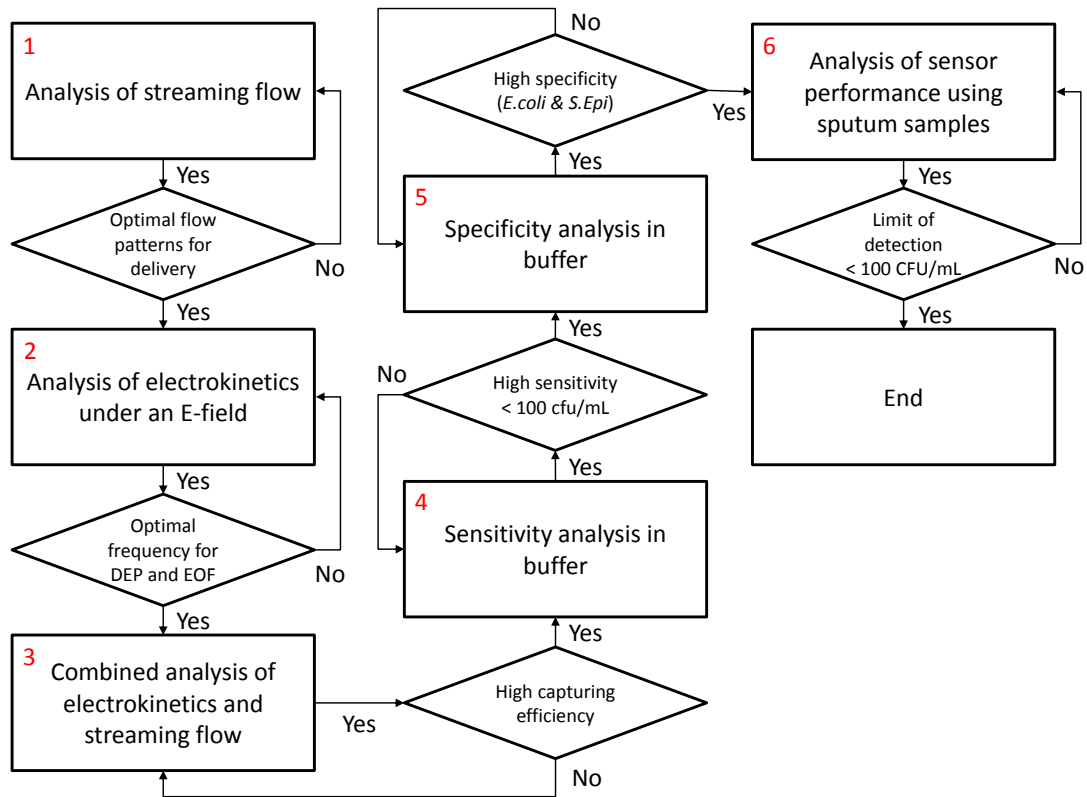 1
Analysis of streaming flow
Yes
Optimal flow
patterns for
delivery
No
Yes
2
Analysis of electrokinetics
under an E-field
Yes
Optimal
frequency for
DEP and EOF
No
Yes
3
Combined analysis of
electrokinetics and
streaming flow
Yes
High capturing
efficiency
No
Yes
4
Sensitivity analysis in
buffer
Yes
High sensitivity
< 100 cfu/mL
No
Yes
5
Specificity analysis in
buffer
Yes
High specificity
(E.coli & S.Epi)
No
Yes
6
Analysis of sensor
performance using
sputum samples
Yes
Limit of
detection
< 100 CFU/mL
No
Yes
End